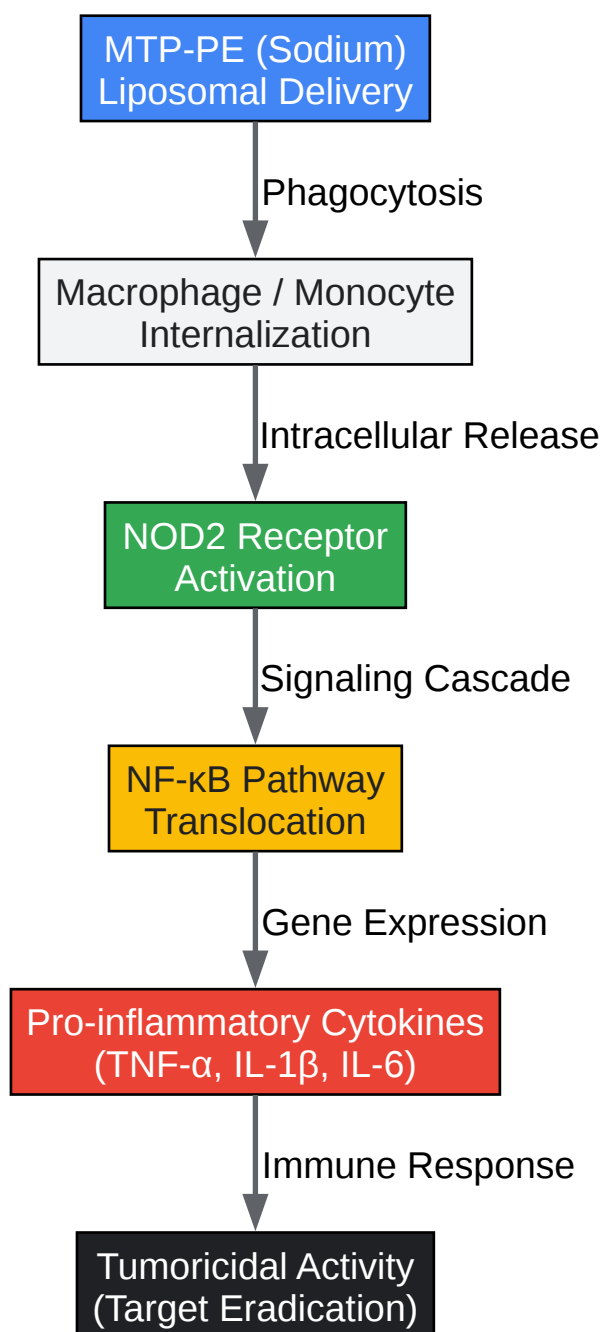 MTP-PE (Sodium)
Liposomal Delivery
Phagocytosis
Macrophage / Monocyte
Internalization
Intracellular Release
NOD2 Receptor
Activation
Signaling Cascade
NF-κB Pathway
Translocation
Gene Expression
Pro-inflammatory Cytokines
(TNF-α, IL-1β, IL-6)
Immune Response
Tumoricidal Activity
(Target Eradication)